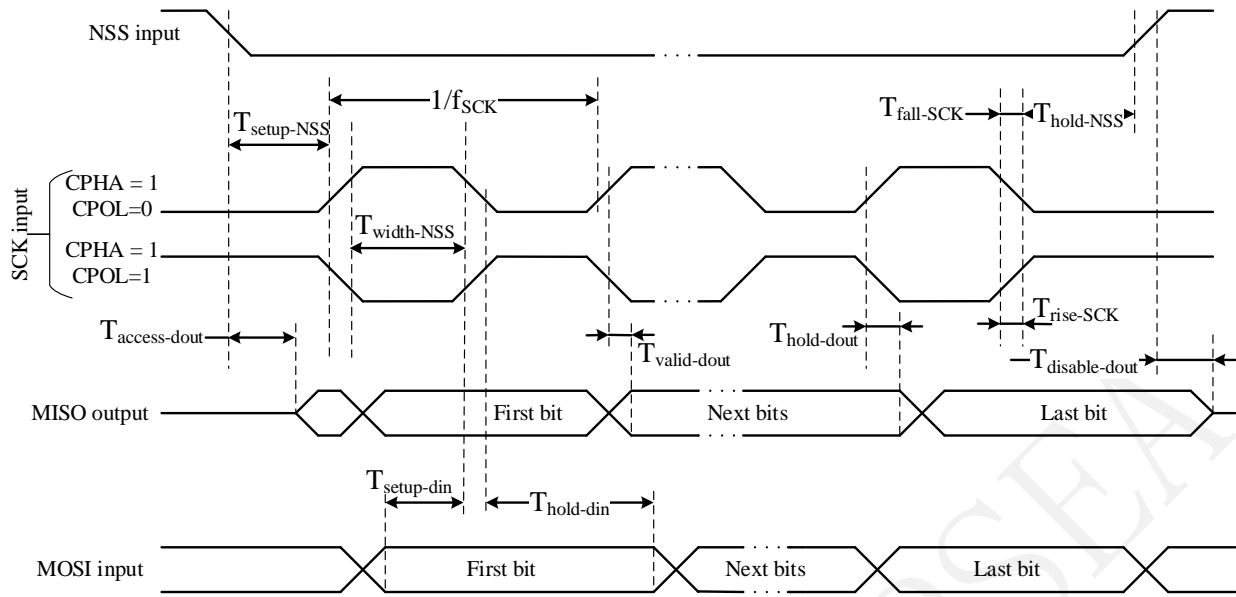 NSS input
1/fSCK
Tfall-SCK
Thold-NSS
Tsetup-NSS
SCK input
CPHA = 1
CPOL=0
Twidth-NSS
CPHA = 1
CPOL=1
Taccess-dout
Tvalid-dout
Thold-dout
Trise-SCK
Tdisable-dout
MISO output
First bit
Next bits
Last bit
Tsetup-din
Thold-din
MOSI input
First bit
Next bits
Last bit